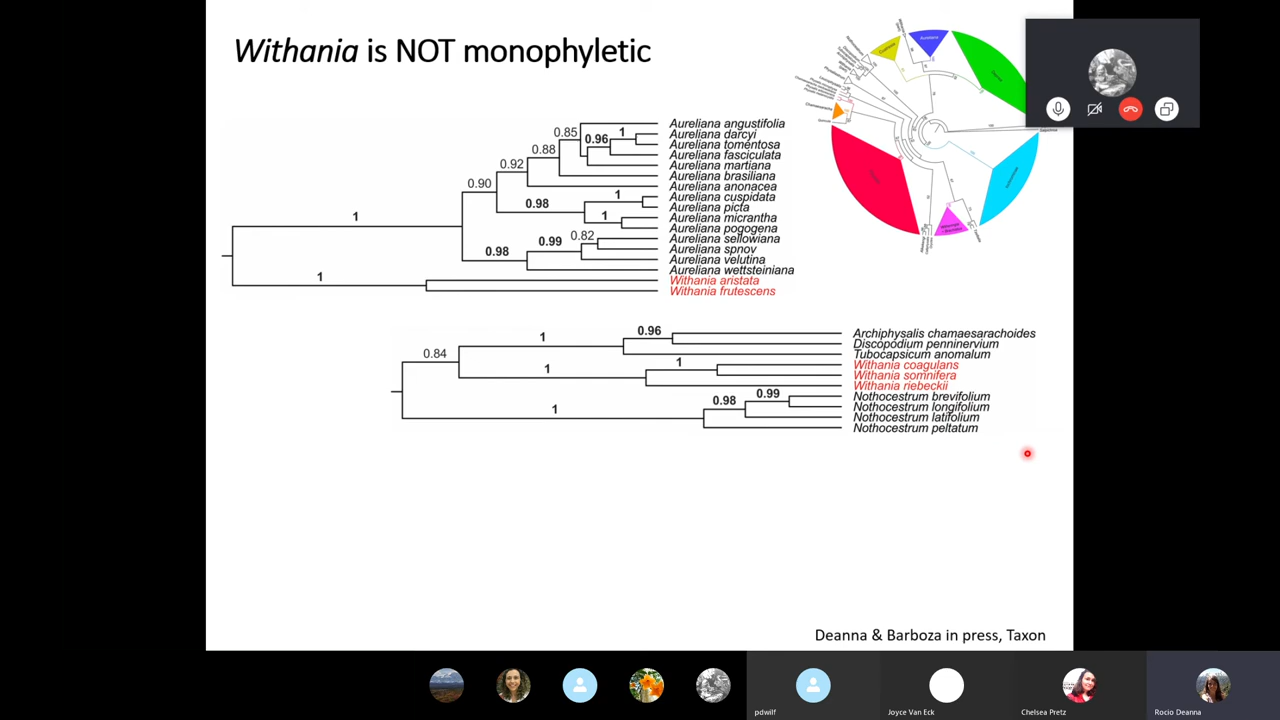 Withania is NOT monophyletic
0.85
1
0.96
0.88
0.92
0.90
1
0.98
1
1
0.98
0.99
0.82
1
Aureliana angustifolia
Aureliana darcyi
Aureliana tomentosa
Aureliana fasciculata
Aureliana martiana
Aureliana brasiliana
Aureliana anonacea
Aureliana cuspidata
Aureliana picta
Aureliana micrantha
Aureliana pogogena
Aureliana sellowiana
Aureliana spnov
Aureliana velutina
Aureliana wettsteiniana
Withania aristata
Withania frutescens
0.96
1
0.84
1
1
0.99
0.98
1
Archiphysalis chamaesarachoides
Discopodium penninervium
Tubocapsicum anomalum
Withania coagulans
Withania somnifera
Withania riebeckii
Nothocestrum brevifolium
Nothocestrum longifolium
Nothocestrum latifolium
Nothocestrum peltatum
Deanna & Barboza in press, Taxon
pdwilf
Joyce Van Eck
Chelsea Pretz
Rocio Deanna